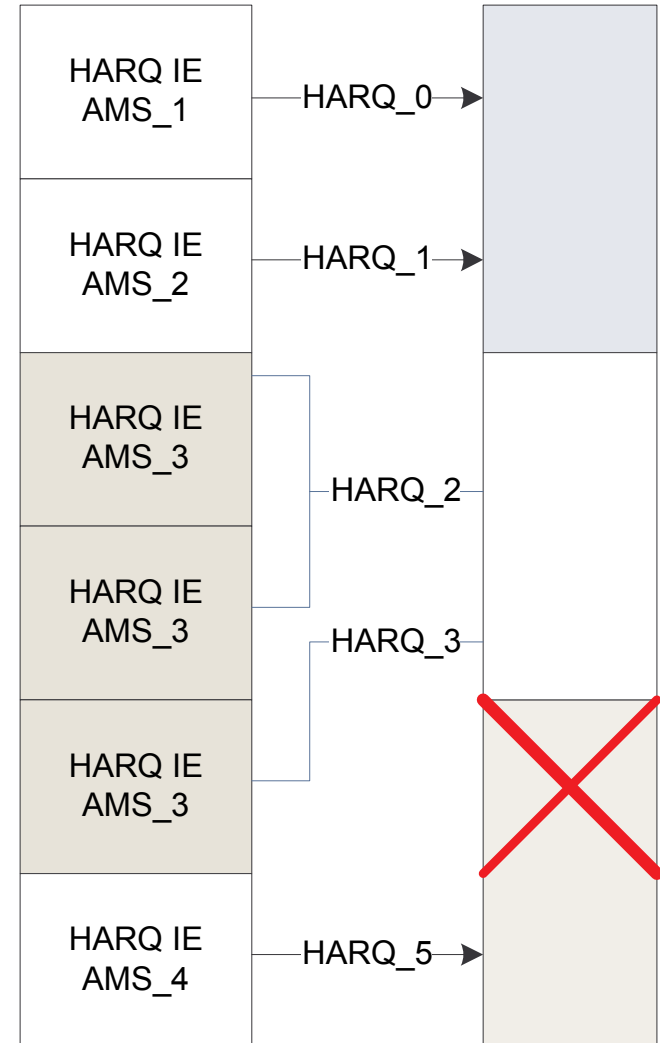 HARQ IE
AMS_1
HARQ_0
HARQ IE
AMS_2
HARQ_1
HARQ IE
AMS_3
HARQ_2
HARQ IE
AMS_3
HARQ_3
HARQ IE
AMS_3
HARQ IE
AMS_4
HARQ_5